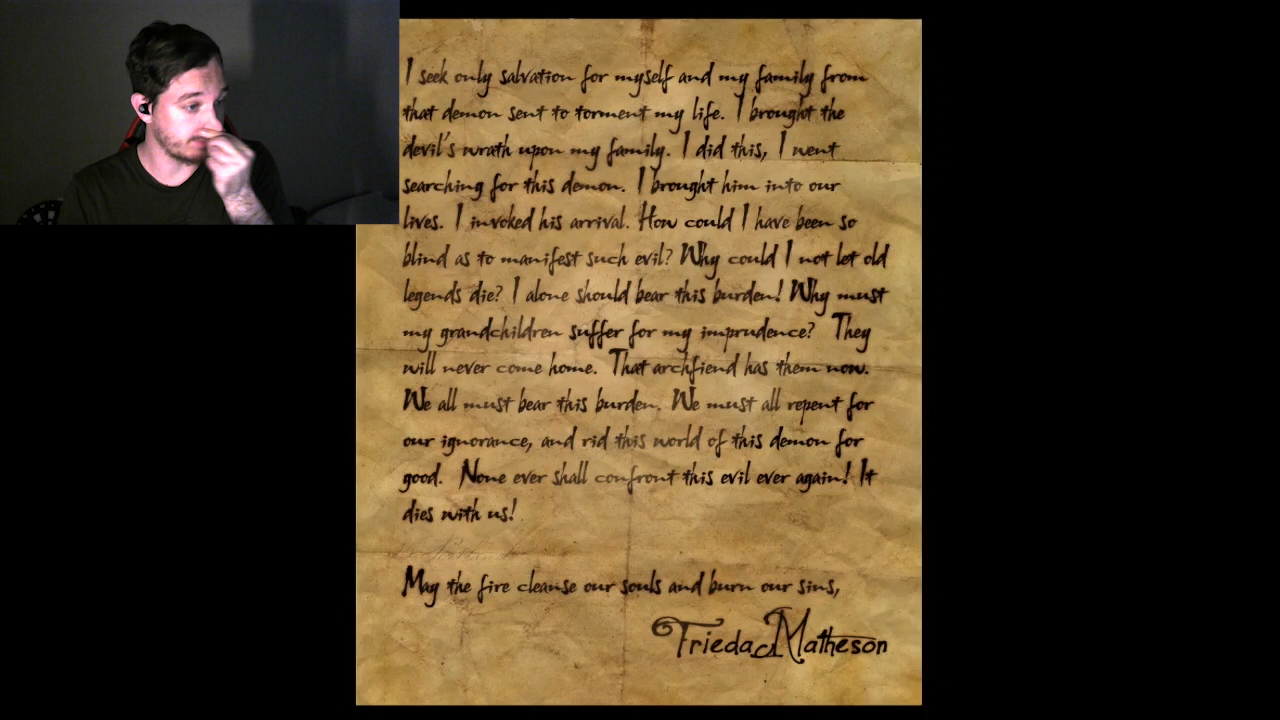 I seek only salvation for myself and my family from
that demon sent to torment my life. I brought the
devil's wrath upon my family. I did this, I went
searching for this demon. I brought him into our
lives. I invoked his arrival. How could I have been so
blind as to manifest such evil? Why could I not let old
legends die? I alone should bear this burden! Why must
my grandchildren suffer for my imprudence? They
will never come home. That archfiend has them now.
We all must bear this burden. We must all repent for
our ignorance, and rid this world of this demon for
good. None ever shall confront this evil ever again! It
dies with us!
May the fire cleanse our souls and burn our sins,
Frieda Matheson